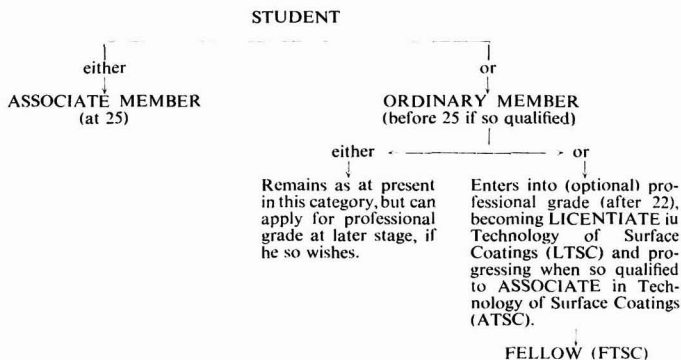 STUDENT
either
or
ASSOCIATE MEMBER
(at 25)
ORDINARY MEMBER
(before 25 if so qualified)
either
or
Remains as at present
in this category, but can
apply for professional
grade at later stage, if
he so wishes.
Enters into (optional) pro-
fessional grade (after 22),
becoming LICENTIATE iu
Technology of Surface
Coatings (LTSC) and pro-
gressing when so qualified
to ASSOCIATE in Tech-
nology of Surface Coatings
(ATSC).
FELLOW (FTSC)